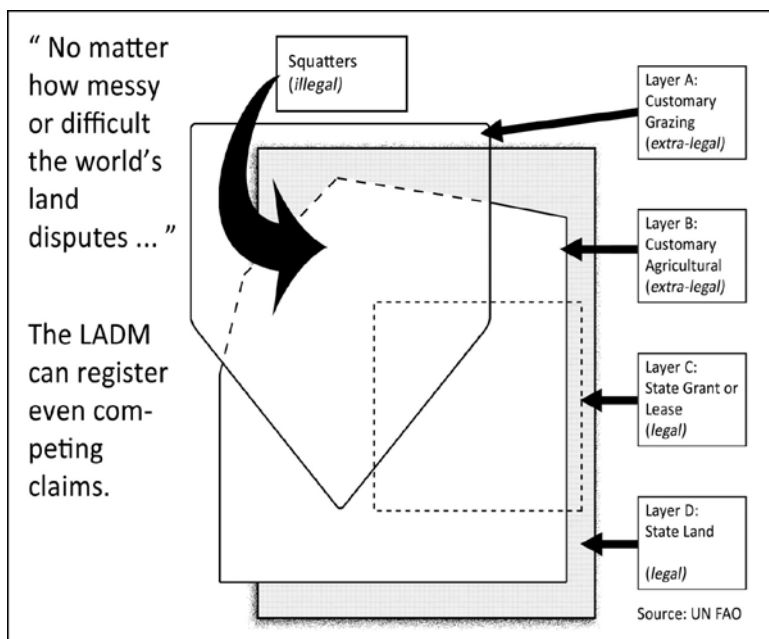 “ No matter
how messy
or difficult
the world’s
land
disputes ... ”
The LADM
can register
even com-
peting
claims.
Squatters
(illegal)
Layer A:
Customary
Grazing
(extra-legal)
Layer B:
Customary
Agricultural
(extra-legal)
Layer C:
State Grant or
Lease
(legal)
Layer D:
State Land
(legal)
Source: UN FAO